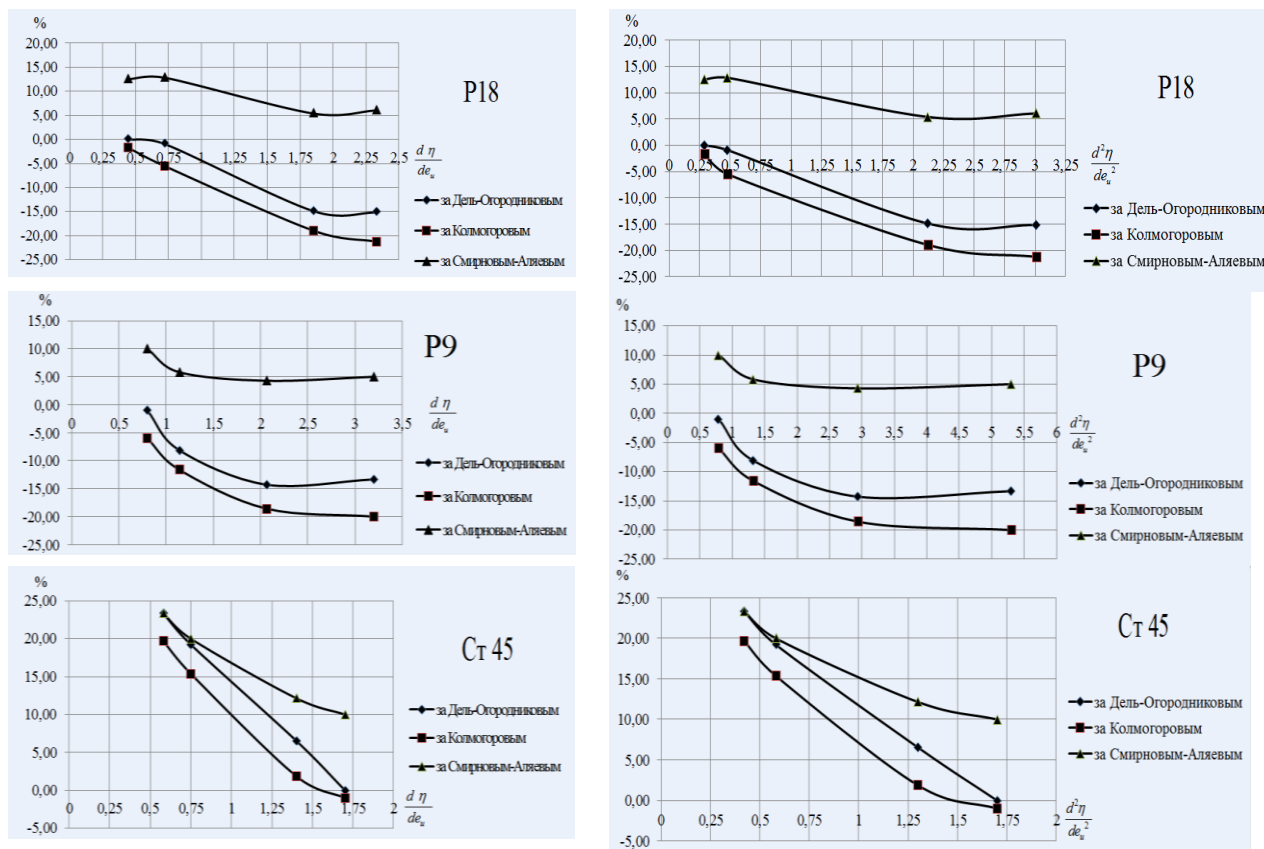 %
20,00
15,00
10,00
5,00
0,00
-5,00
-10,00
-15,00
-20,00
-25,00
0 0,25 0,5 0,75 1 1,25 1,5 1,75 2 2,25 2,5
P18
d η
de_u
за Дель-Огородниковым
за Колмогоровым
за Смирновым-Аляевым
%
20,00
15,00
10,00
5,00
0,00
-5,00
-10,00
-15,00
-20,00
-25,00
0 0,25 0,5 0,75 1 1,25 1,5 1,75 2 2,25 2,5 2,75 3 3,25
P18
d²η
de_u²
за Дель-Огородниковым
за Колмогоровым
за Смирновым-Аляевым
%
15,00
10,00
5,00
0,00
-5,00
-10,00
-15,00
-20,00
-25,00
0 0,5 1 1,5 2 2,5 3 3,5
P9
d η
de_u
за Дель-Огородниковым
за Колмогоровым
за Смирновым-Аляевым
%
15,00
10,00
5,00
0,00
-5,00
-10,00
-15,00
-20,00
-25,00
0 0,5 1 1,5 2 2,5 3 3,5 4 4,5 5 5,5 6
P9
d²η
de_u²
за Дель-Огородниковым
за Колмогоровым
за Смирновым-Аляевым
%
25,00
20,00
15,00
10,00
5,00
0,00
-5,00
0 0,25 0,5 0,75 1 1,25 1,5 1,75 2
Ст 45
за Дель-Огородниковым
за Колмогоровым
за Смирновым-Аляевым
d η
de_u
%
25,00
20,00
15,00
10,00
5,00
0,00
-5,00
0 0,25 0,5 0,75 1 1,25 1,5 1,75 2
Ст 45
за Дель-Огородниковым
за Колмогоровым
за Смирновым-Аляевым
d²η
de_u²